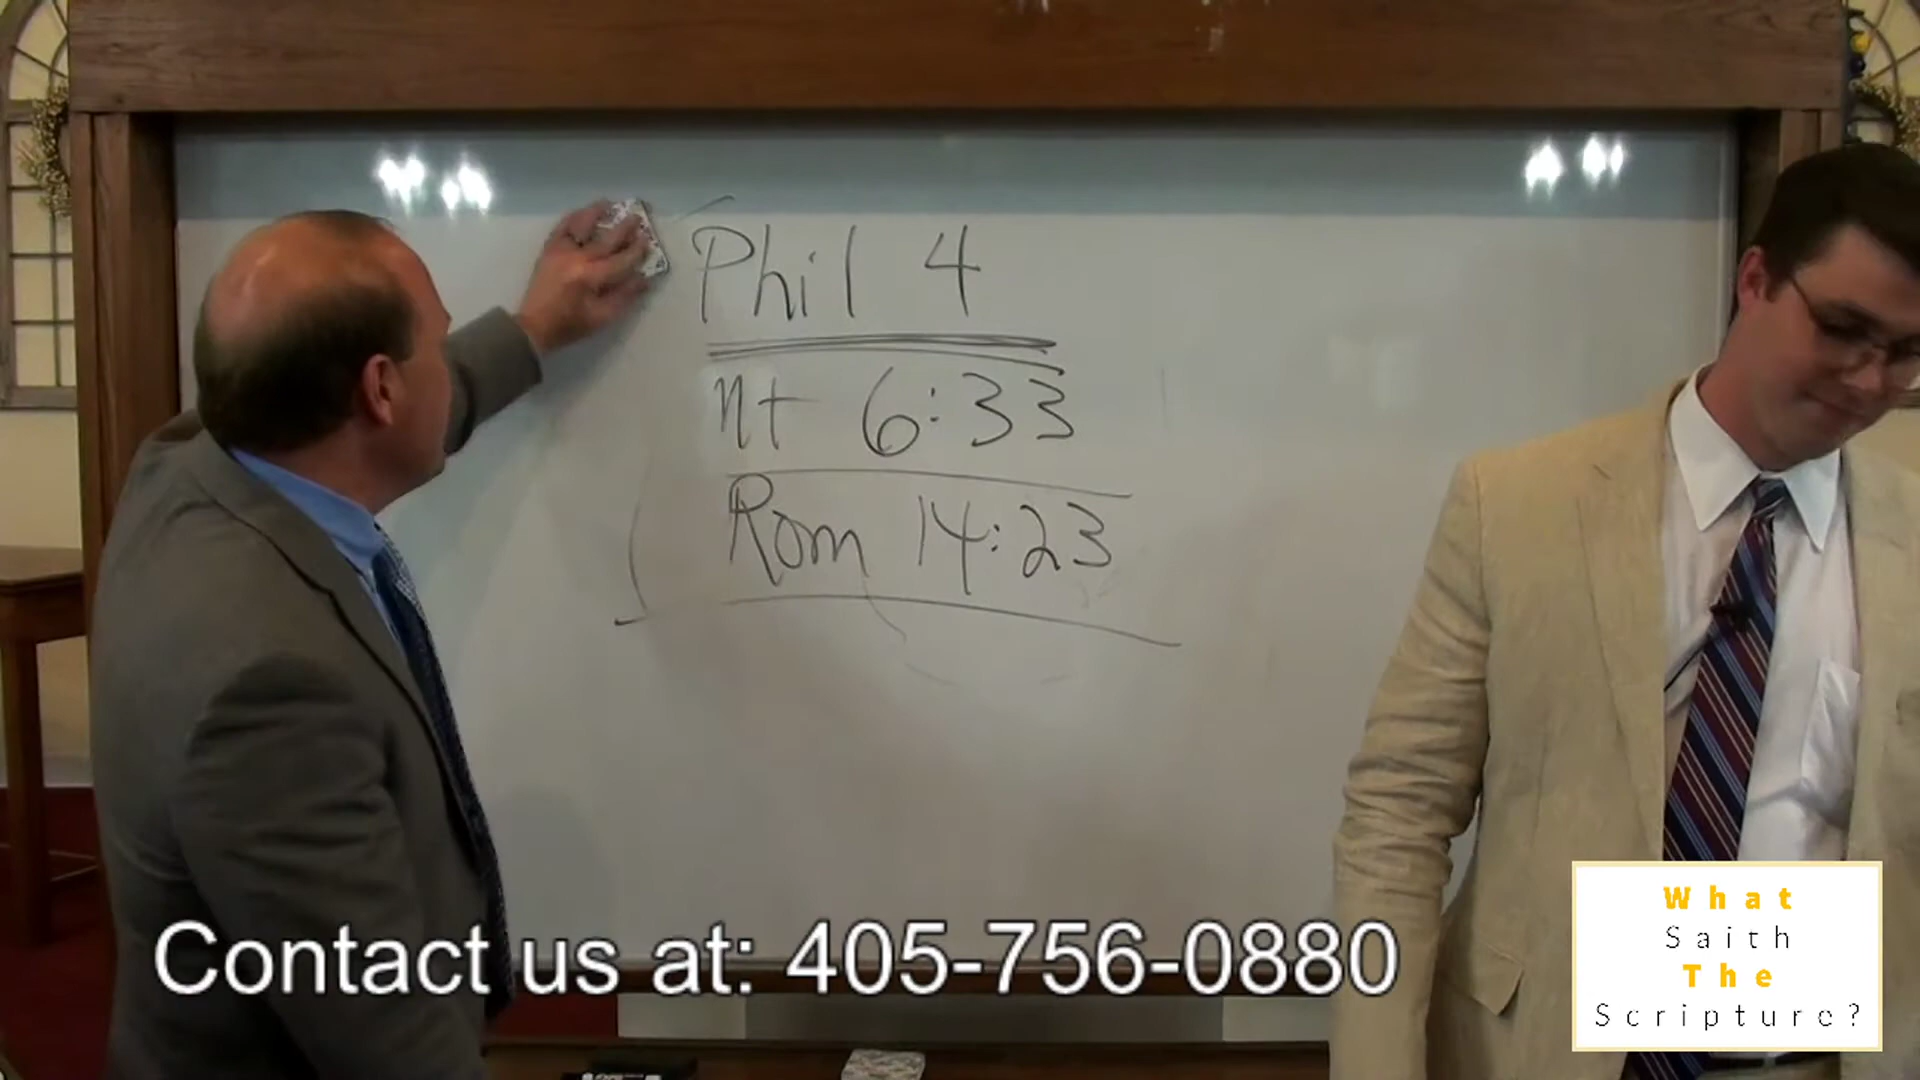 Phil 4
Mt 6:33
Rom 14:23
Contact us at: 405-756-0880
What
Saith
The
Scripture?